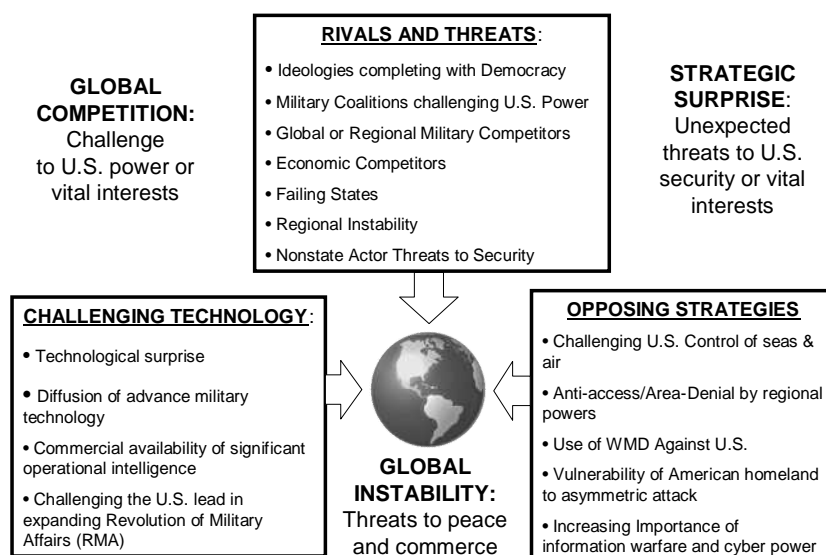 RIVALS AND THREATS:
• Ideologies completing with Democracy
• Military Coalitions challenging U.S. Power
• Global or Regional Military Competitors
• Economic Competitors
• Failing States
• Regional Instability
• Nonstate Actor Threats to Security
GLOBAL
COMPETITION:
Challenge
to U.S. power or
vital interests
STRATEGIC
SURPRISE:
Unexpected
threats to U.S.
security or vital
interests
CHALLENGING TECHNOLOGY:
• Technological surprise
• Diffusion of advance military
technology
• Commercial availability of significant
operational intelligence
• Challenging the U.S. lead in
expanding Revolution of Military
Affairs (RMA)
GLOBAL
INSTABILITY:
Threats to peace
and commerce
OPPOSING STRATEGIES
• Challenging U.S. Control of seas &
air
• Anti-access/Area-Denial by regional
powers
• Use of WMD Against U.S.
• Vulnerability of American homeland
to asymmetric attack
• Increasing Importance of
information warfare and cyber power